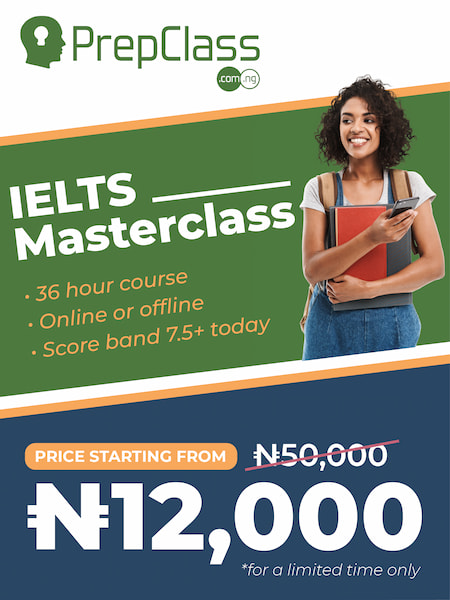 PrepClass
.com.ng
IELTS
Masterclass
• 36 hour course
• Online or offline
• Score band 7.5+ today
PRICE STARTING FROM ₦50,000
₦12,000
*for a limited time only